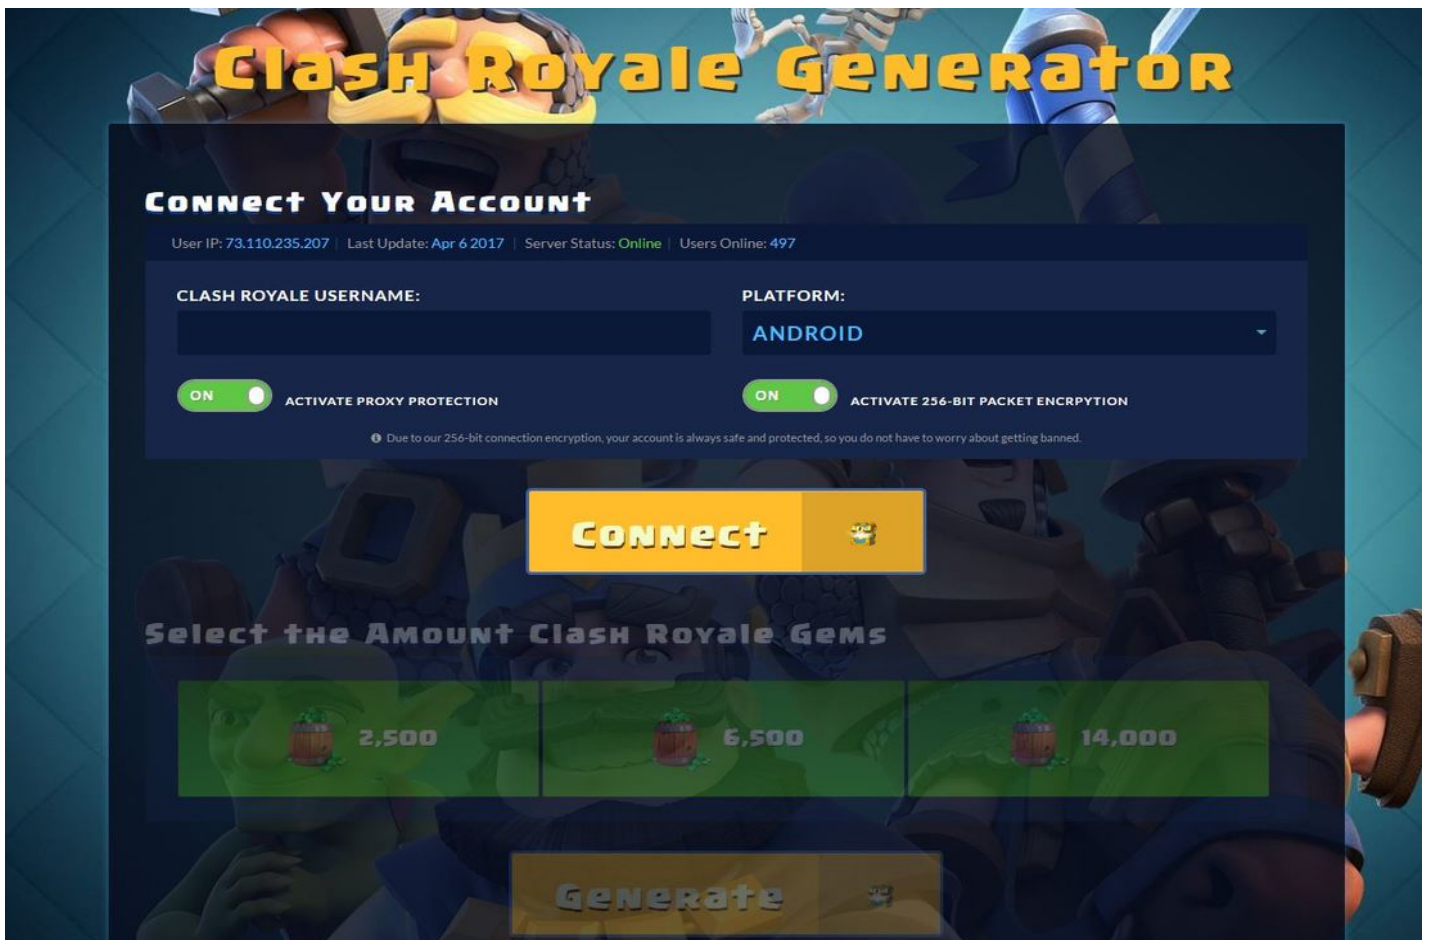 Clash Royale Generator
Connect Your Account
User IP: 73.110.235.207 | Last Update: Apr 6 2017 | Server Status: Online | Users Online: 497
CLASH ROYALE USERNAME:
PLATFORM:
ANDROID
ON ACTIVATE PROXY PROTECTION
ON ACTIVATE 256-BIT PACKET ENCRPYTION
Due to our 256-bit connection encryption, your account is always safe and protected, so you do not have to worry about getting banned.
Connect
Select the Amount Clash Royale Gems
2,500
6,500
14,000
Generate